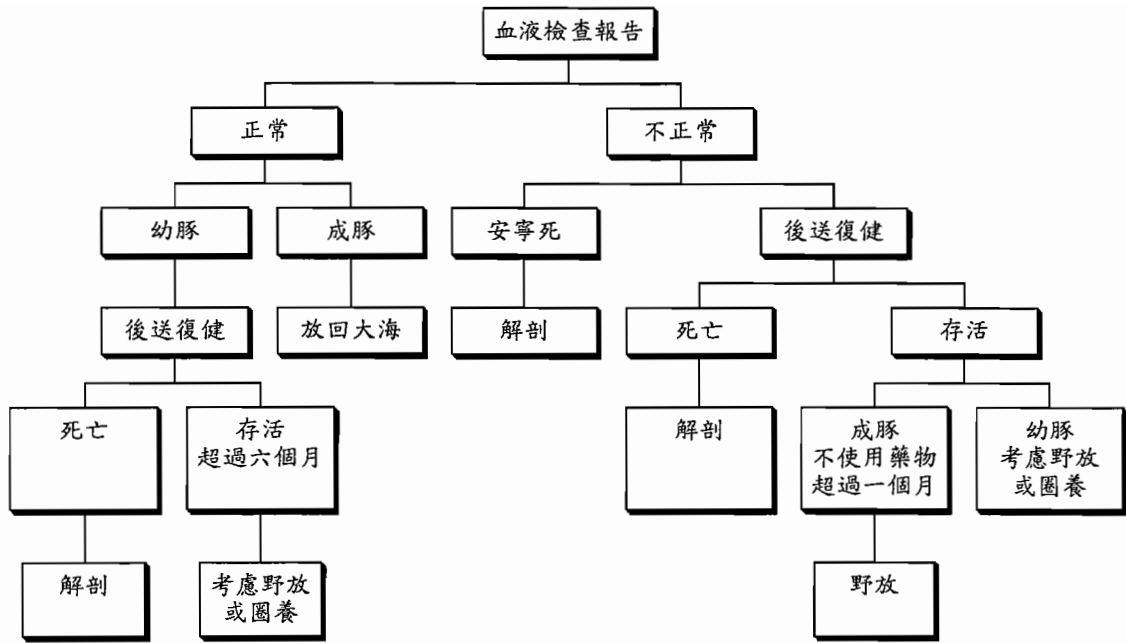 血液檢查報告
正常
不正常
幼豚
成豚
安寧死
後送復健
後送復健
放回大海
解剖
死亡
存活
死亡
存活
超過六個月
解剖
成豚
不使用藥物
超過一個月
幼豚
考慮野放
或圈養
解剖
考慮野放
或圈養
野放